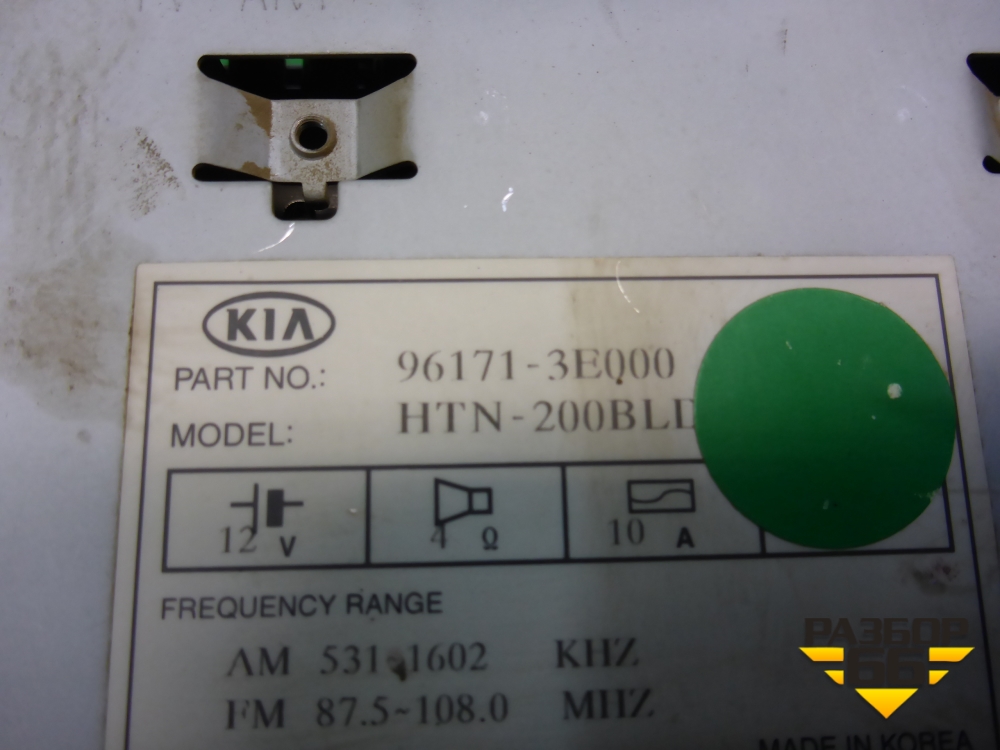 KIA
PART NO.: 96171-3E000
MODEL: HTN-200BLD
12 V 4 Ω 10 A
FREQUENCY RANGE
AM 531~1602 KHZ
FM 87.5~108.0 MHZ
РАЗБОР
66
MADE IN KOREA